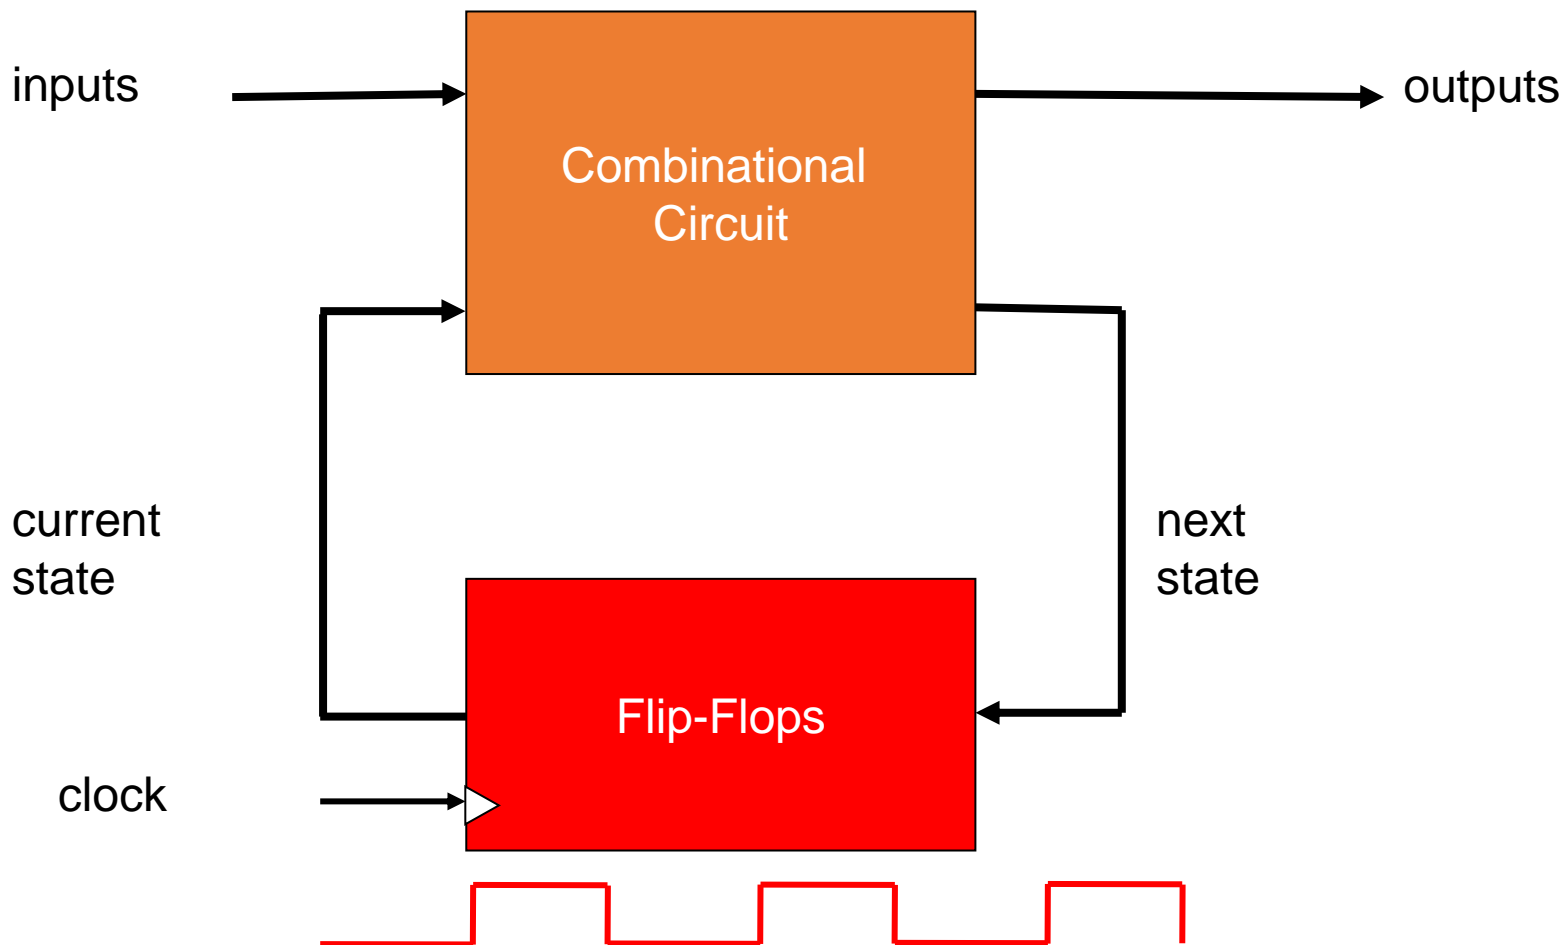 inputs
outputs
Combinational
Circuit
current
state
next
state
Flip-Flops
clock